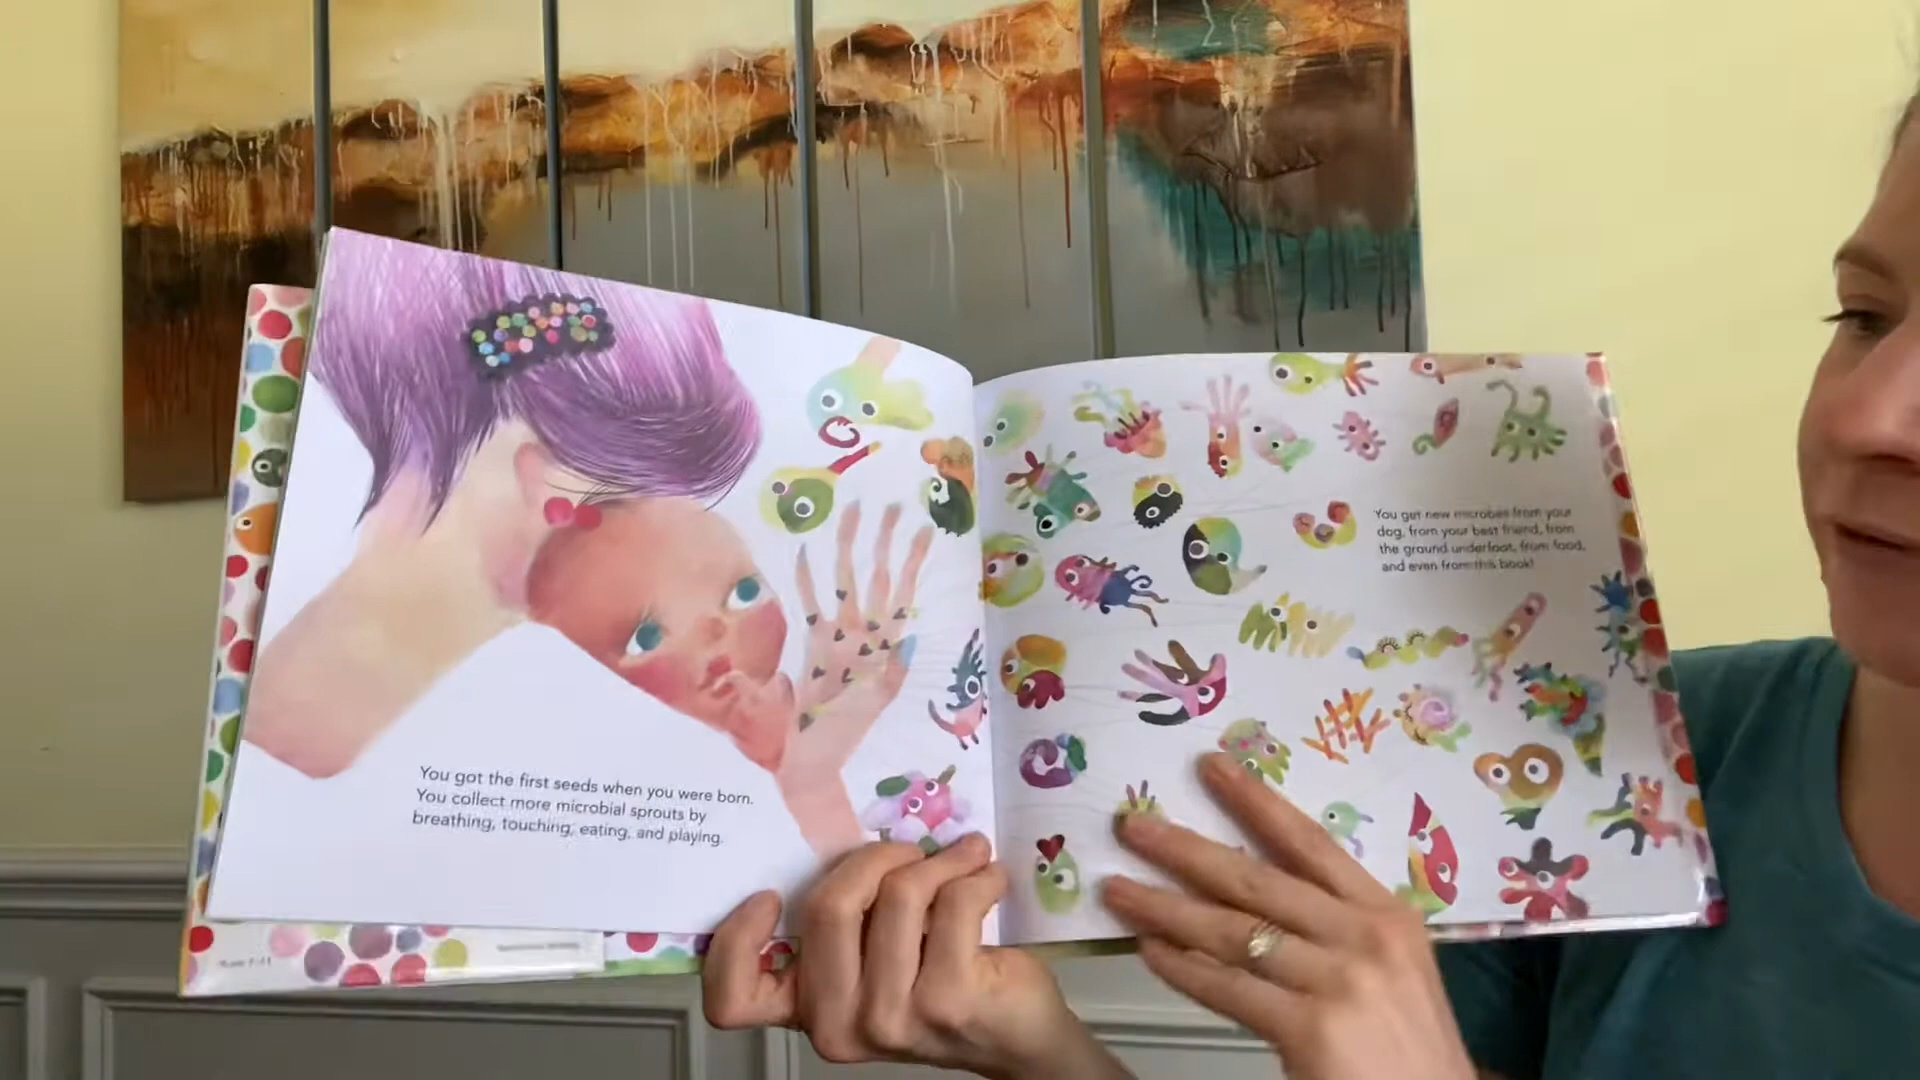 You got the first seeds when you were born.
You collect more microbial sprouts by
breathing, touching, eating, and playing.
You get new microbes from your
dog, from your best friend, from
the ground underfoot, from food,
and even from this book!